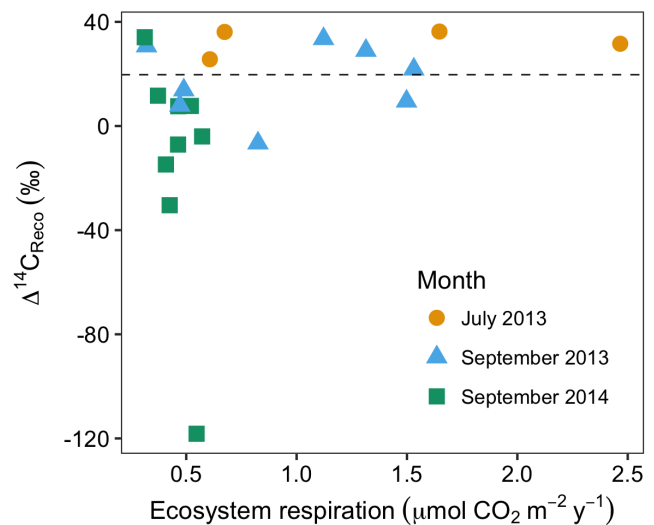 40
0
-40
-80
-120
Δ¹⁴C_Reco (‰)
Month
July 2013
September 2013
September 2014
0.5 1.0 1.5 2.0 2.5
Ecosystem respiration (μmol CO₂ m⁻² y⁻¹)